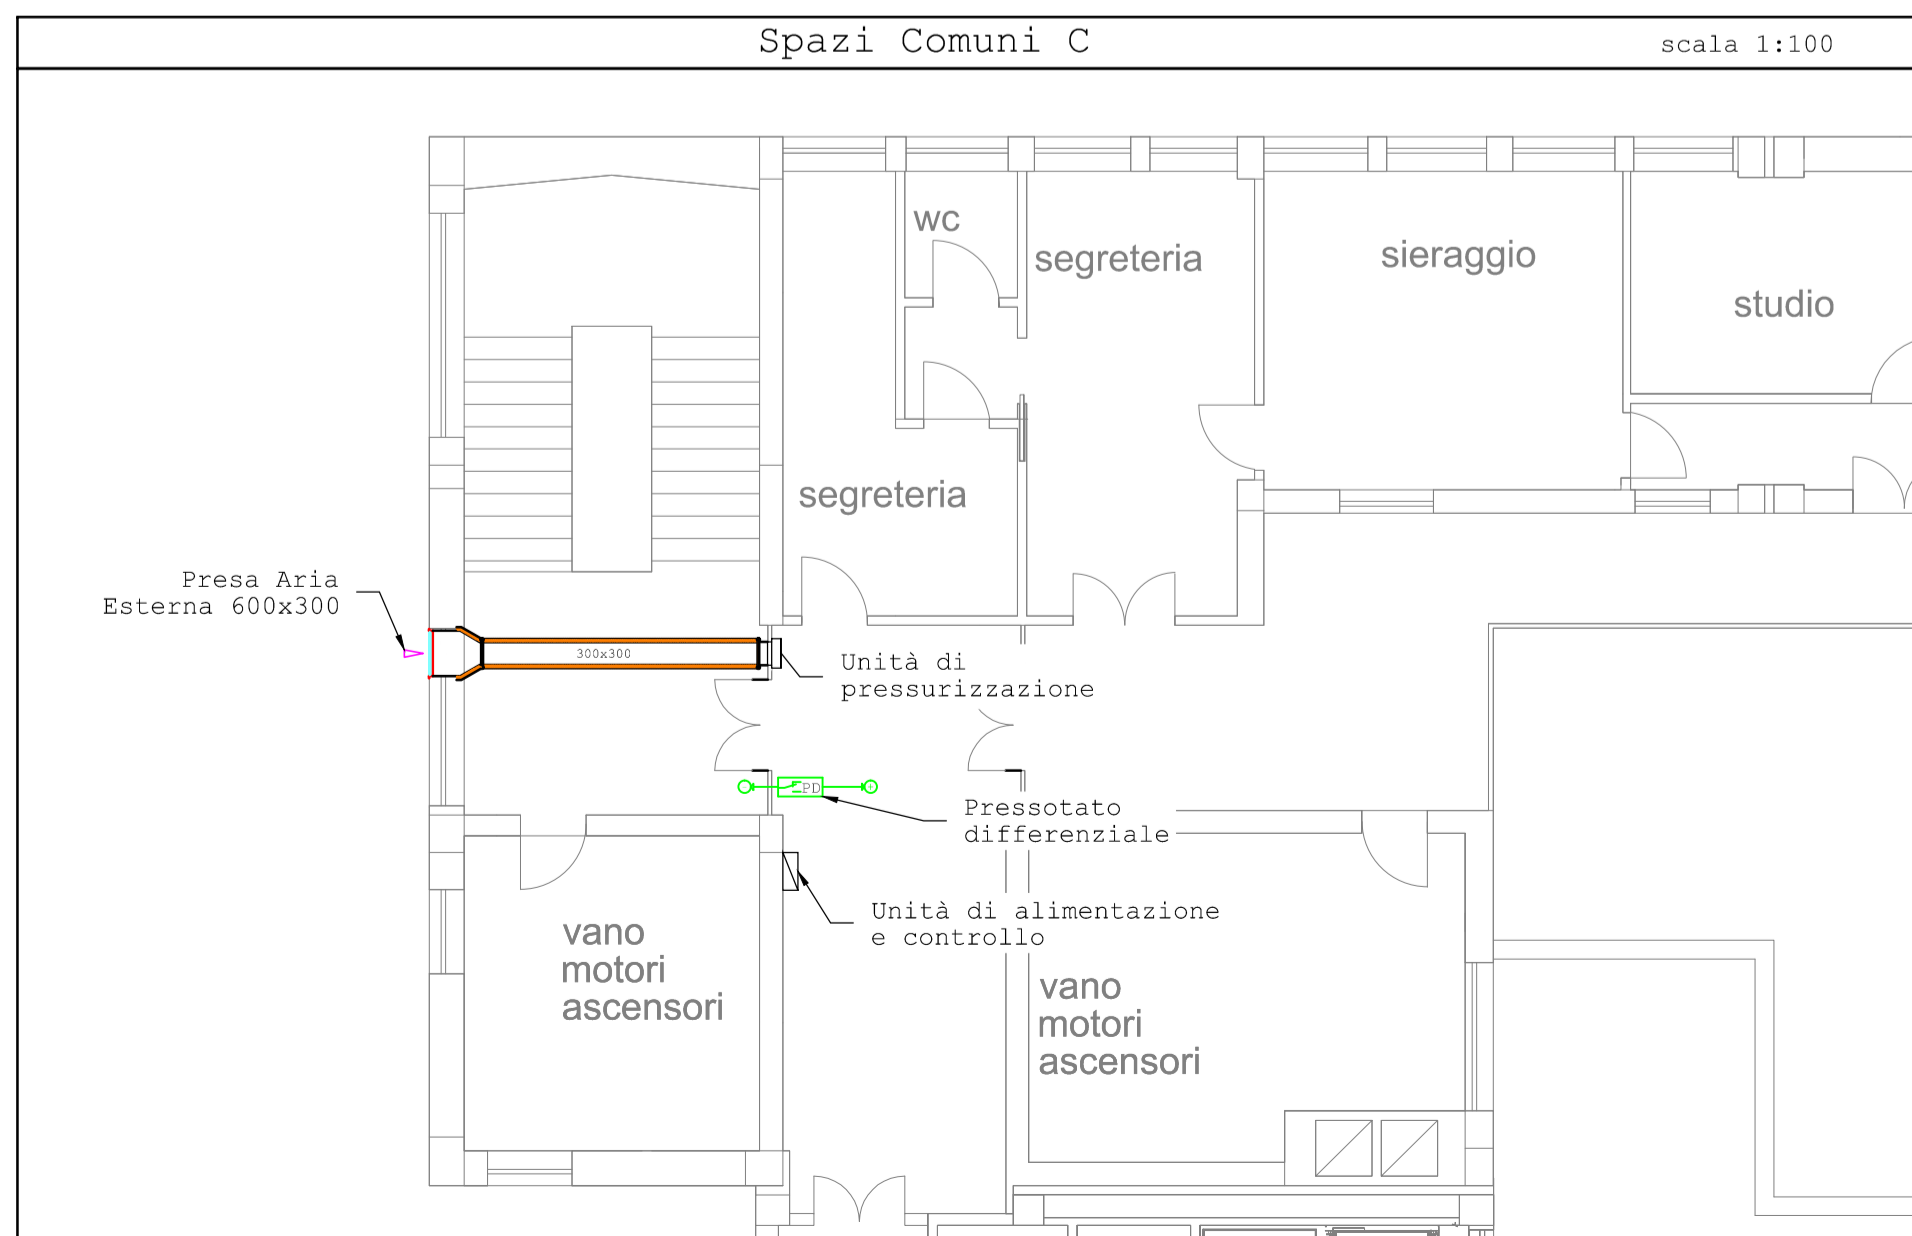 Spazi Comuni C
scala 1:100
wc
segreteria
sieraggio
studio
segreteria
Presa Aria
Esterna 600x300
300x300
Unità di
pressurizzazione
PD
Pressotato
differenziale
Unità di alimentazione
e controllo
vano
motori
ascensori
vano
motori
ascensori